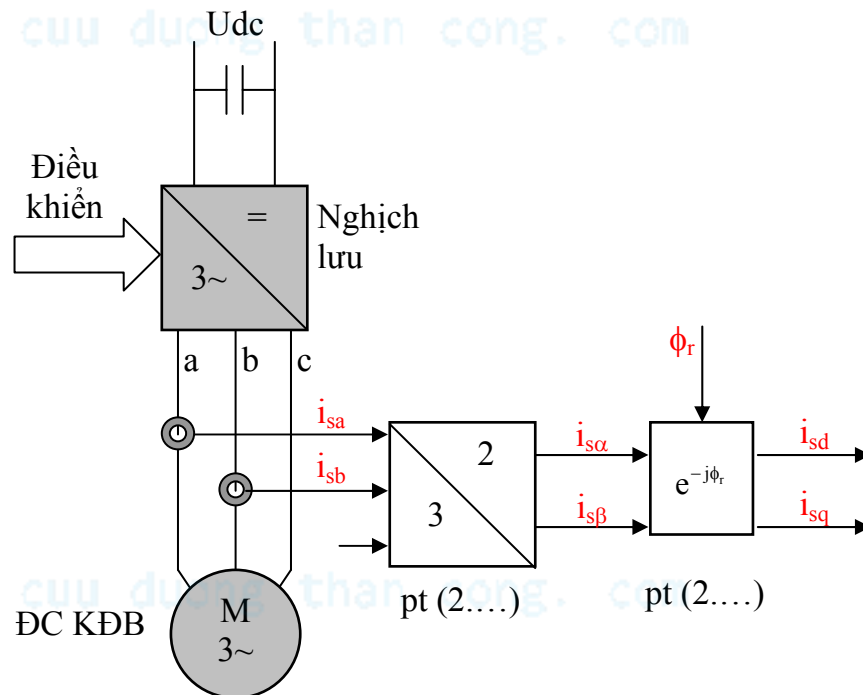 cuu duong than cong. com
Udc
Điều
khiển
=
3~
Nghịch
lưu
a b c
ϕr
isa
isb
2
3
isα
isβ
e^−jϕr
isd
isq
pt (2.…)
pt (2.…)
cuu duong than cong. com
ĐC KĐB
M
3~